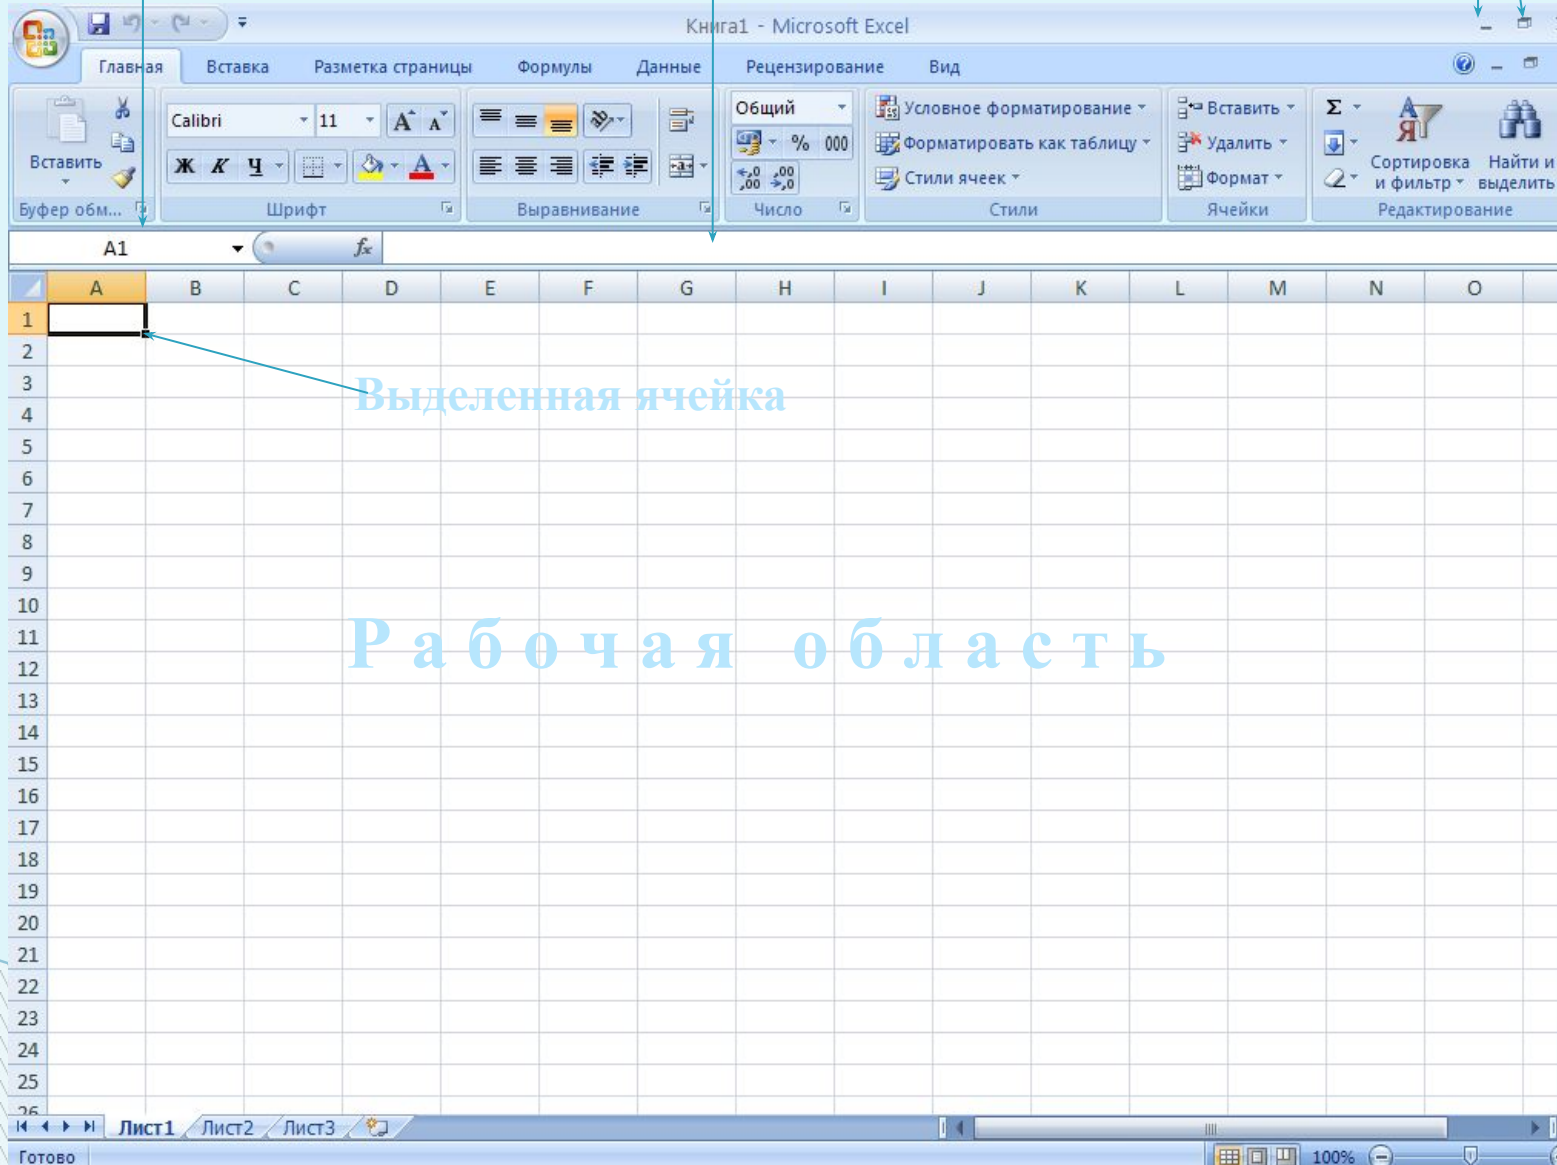 Книга1 - Microsoft Excel
Главная Вставка Разметка страницы Формулы Данные Рецензирование Вид
Calibri 11 A A Общий Условное форматирование Вставить Σ
Вставить % 000 Форматировать как таблицу Удалить
Ж К Ч А Стили ячеек Формат Сортировка и фильтр Найти и выделить
Буфер обм... Шрифт Выравнивание Число Стили Ячейки Редактирование
A1 fx
A B C D E F G H I J K L M N O
1
2
3
Выделенная ячейка
4
5
6
7
8
9
10
11
Рабочая область
12
13
14
15
16
17
18
19
20
21
22
23
24
25
26
Лист1 Лист2 Лист3
Готово 100%